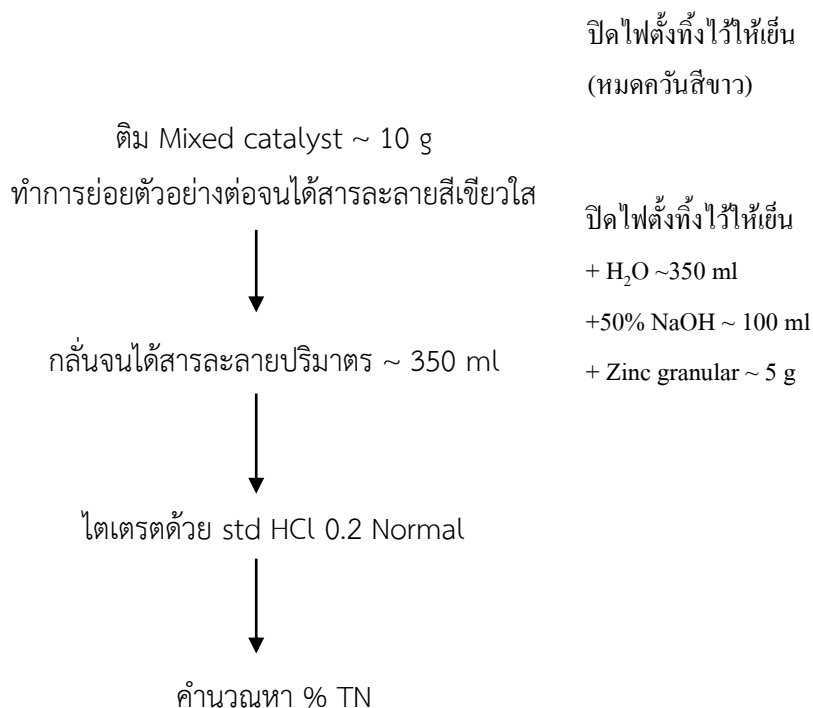 ปิดไฟตั้งทิ้งไว้ให้เย็น
(หมดควันสีขาว)
ติม Mixed catalyst ~ 10 g
ทำการย่อยตัวอย่างต่อจนได้สารละลายสีเขียวใส
ปิดไฟตั้งทิ้งไว้ให้เย็น
+ H₂O ~350 ml
+50% NaOH ~ 100 ml
+ Zinc granular ~ 5 g
กลั่นจนได้สารละลายปริมาตร ~ 350 ml
ไตเตรตด้วย std HCl 0.2 Normal
คำนวณหา % TN